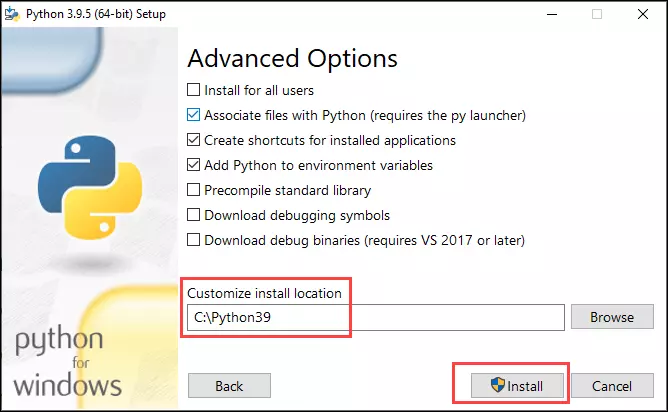 Python 3.9.5 (64-bit) Setup
Advanced Options
Install for all users
Associate files with Python (requires the py launcher)
Create shortcuts for installed applications
Add Python to environment variables
Precompile standard library
Download debugging symbols
Download debug binaries (requires VS 2017 or later)
Customize install location
C:\Python39
Browse
python
for
windows
Back
Install
Cancel